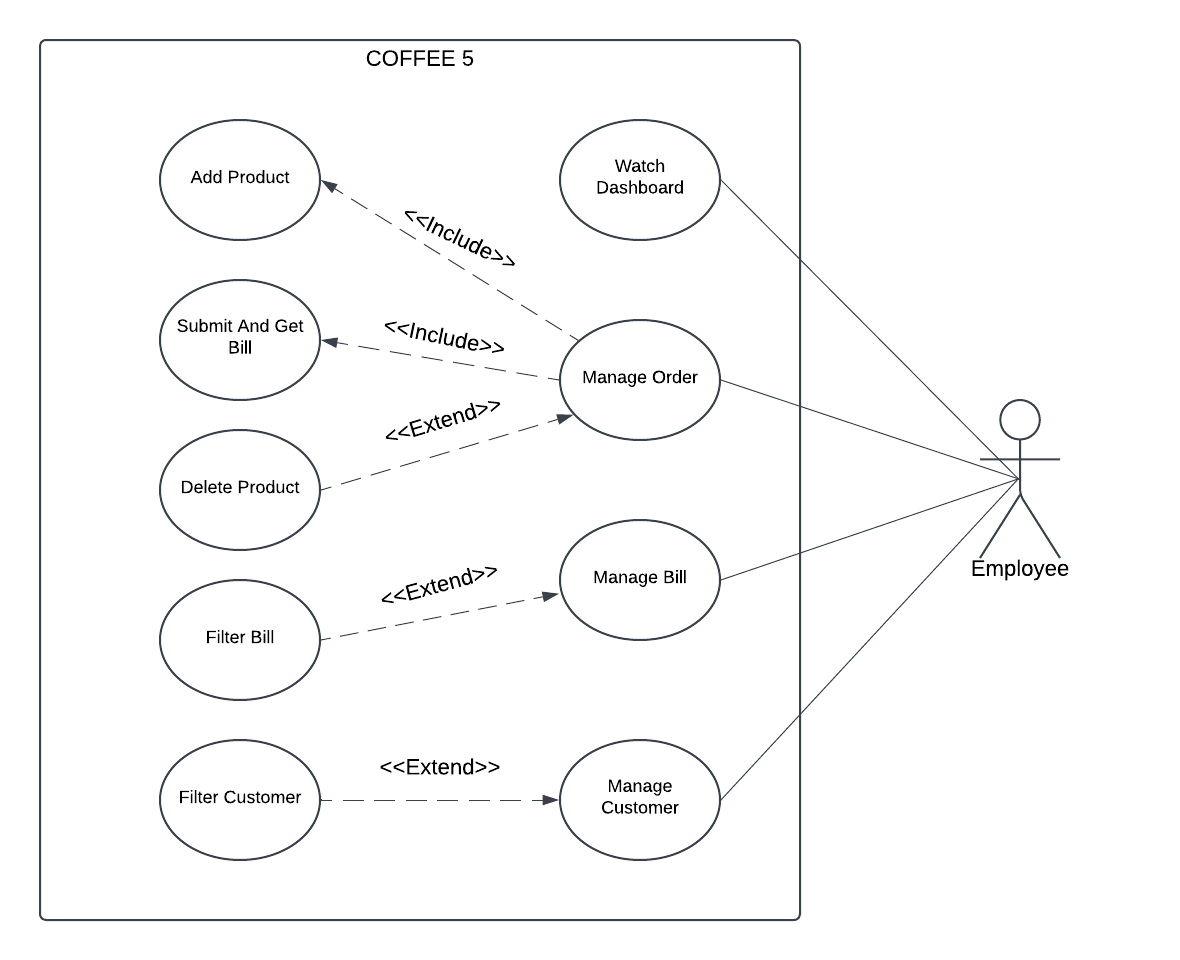 COFFEE 5
Add Product
Watch
Dashboard
<<Include>>
Submit And Get
Bill
<<Include>>
Manage Order
<<Extend>>
Delete Product
<<Extend>>
Manage Bill
Employee
Filter Bill
<<Extend>>
Filter Customer
Manage
Customer